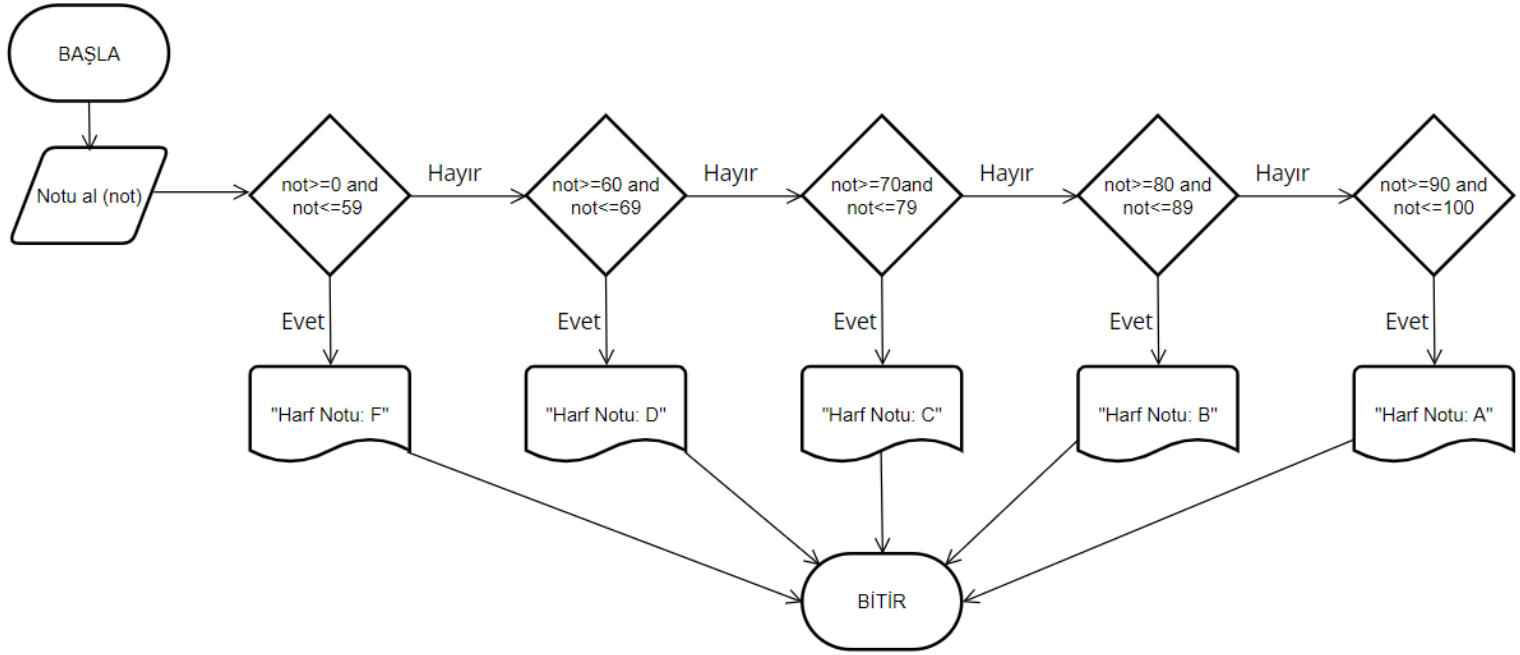 BAŞLA
Notu al (not)
not>=0 and
not<=59
Hayır
not>=60 and
not<=69
Hayır
not>=70and
not<=79
Hayır
not>=80 and
not<=89
Hayır
not>=90 and
not<=100
Evet
Evet
Evet
Evet
Evet
"Harf Notu: F"
"Harf Notu: D"
"Harf Notu: C"
"Harf Notu: B"
"Harf Notu: A"
BİTİR